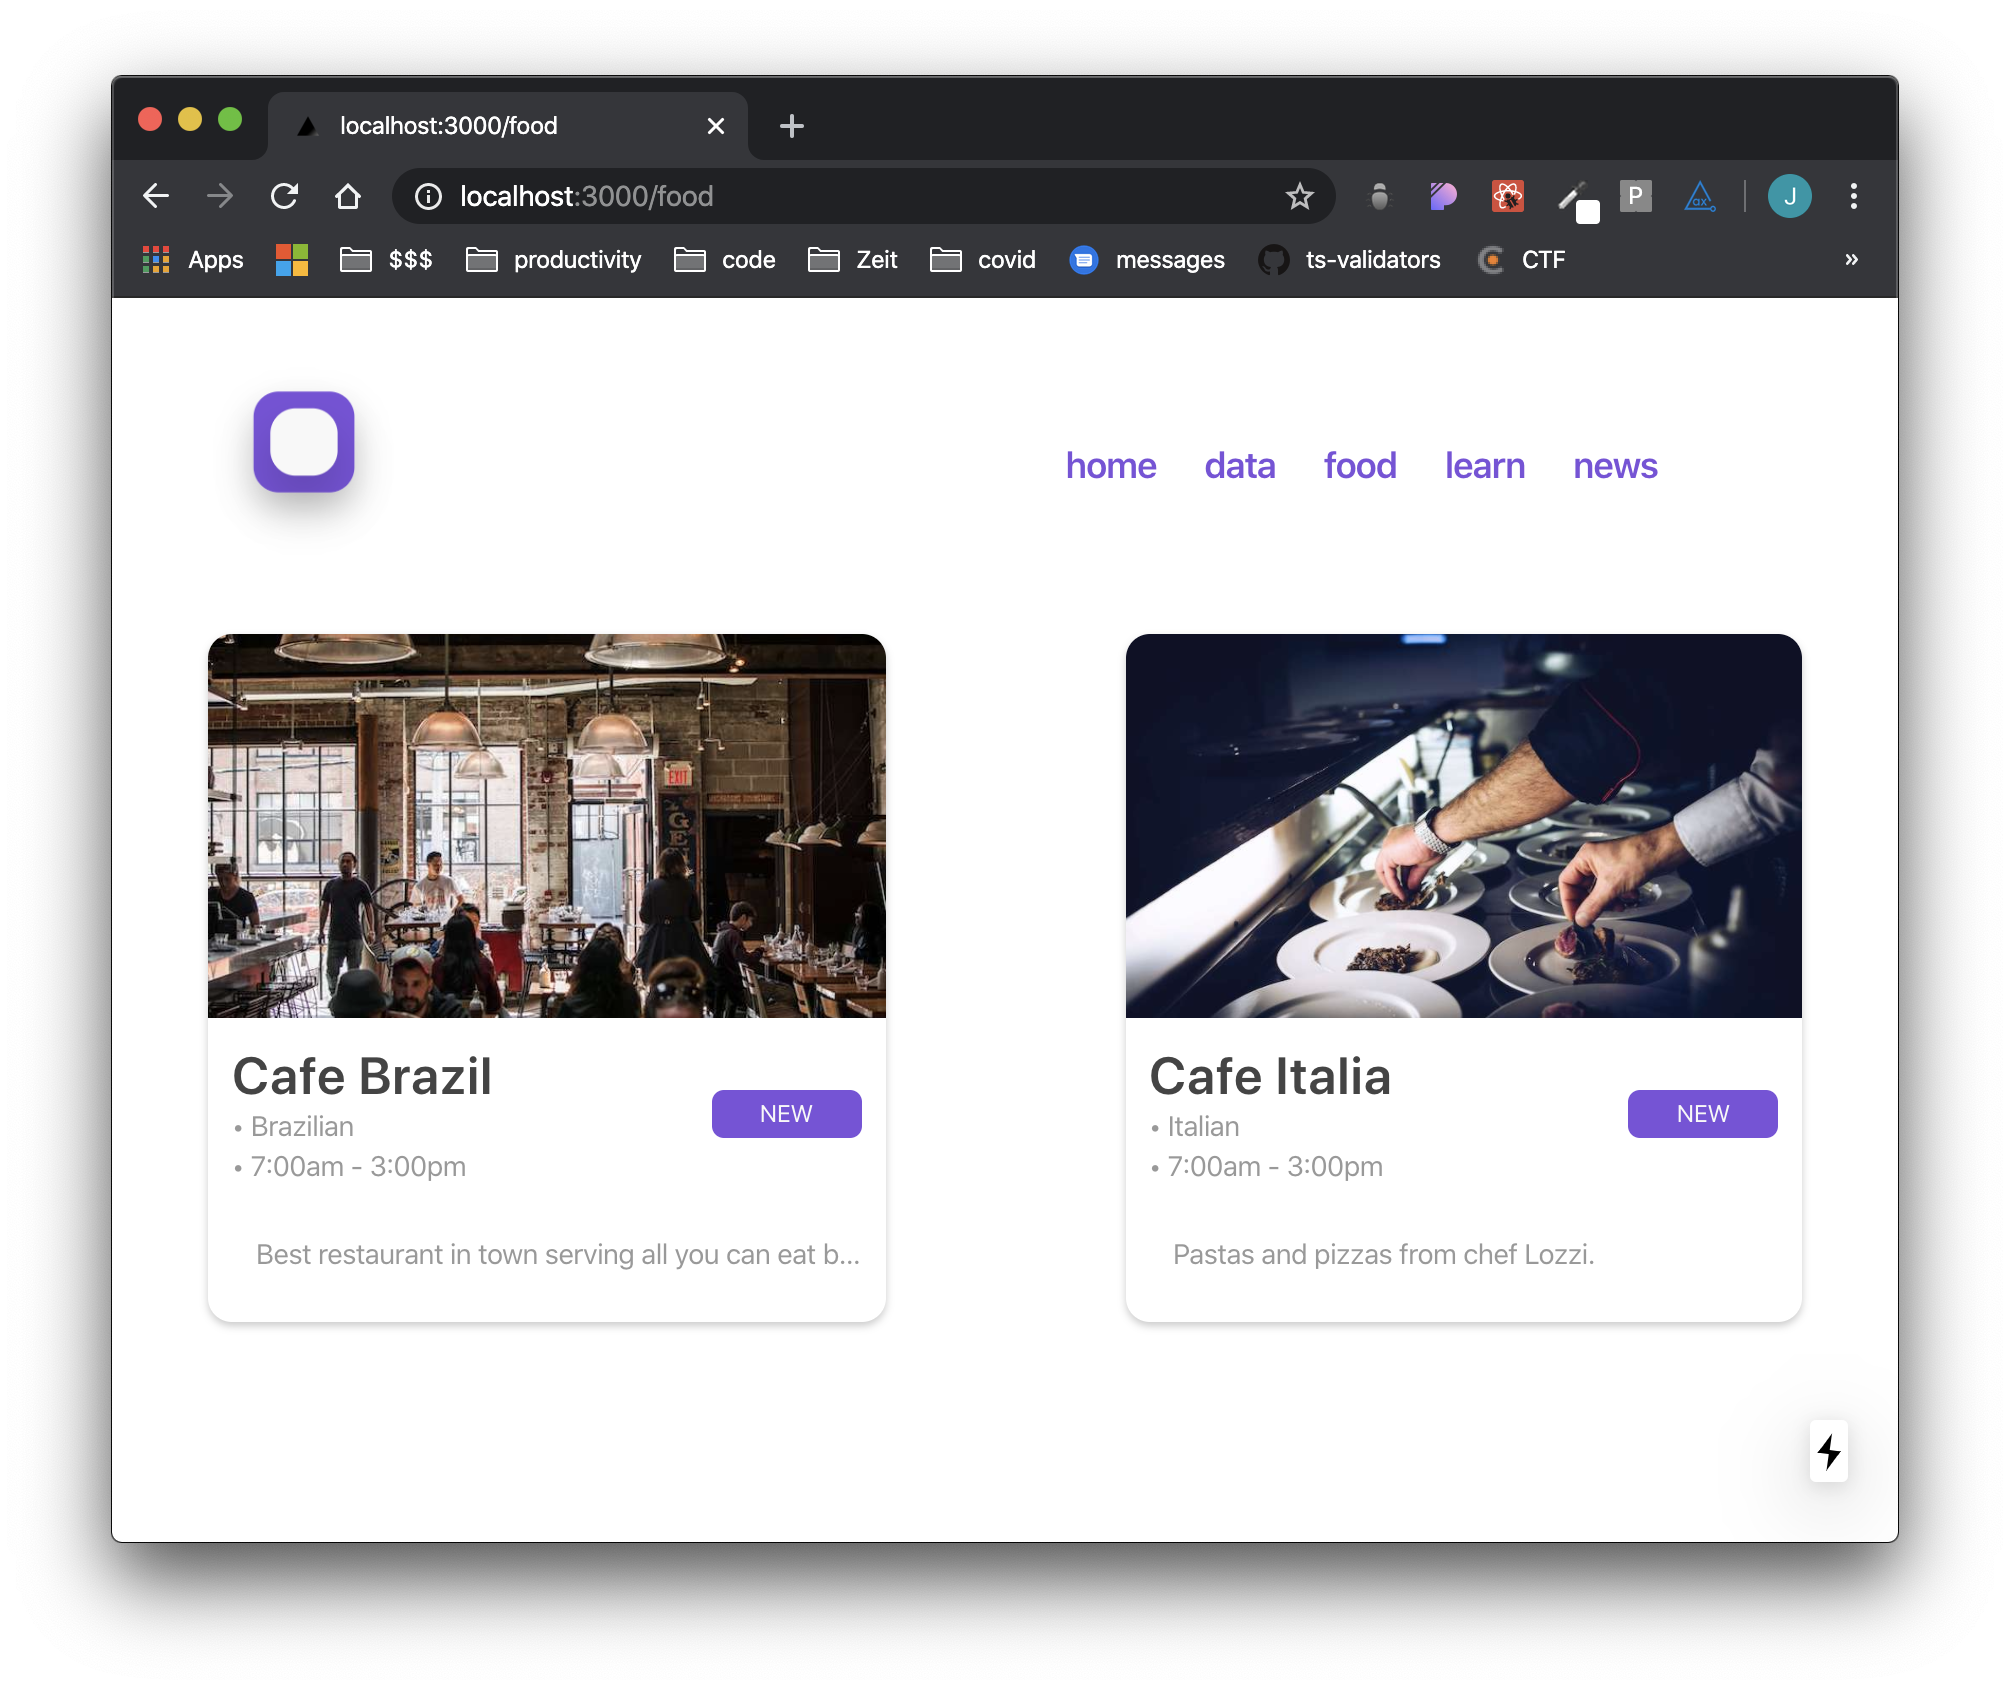 localhost:3000/food
localhost:3000/food
P
ax
J
Apps
$$$
productivity
code
Zeit
covid
messages
ts-validators
CTF
»
home
data
food
learn
news
EXIT
Cafe Brazil
• Brazilian
• 7:00am - 3:00pm
NEW
Best restaurant in town serving all you can eat b...
Cafe Italia
• Italian
• 7:00am - 3:00pm
NEW
Pastas and pizzas from chef Lozzi.